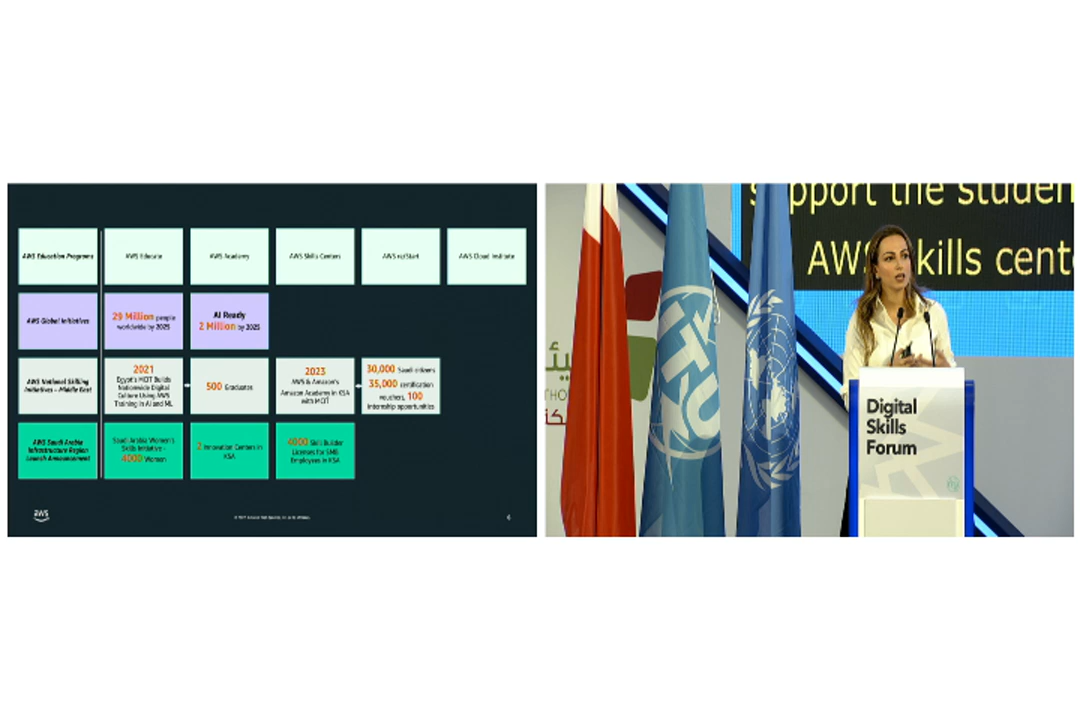 AWS Education Programs
AWS Educate
AWS Academy
AWS Skills Centers
AWS re/Start
AWS Cloud Institute
AWS Global Initiatives
29 Million people
worldwide by 2025
AI Ready
2 Million by 2025
AWS National Skilling
Initiatives – Middle East
2021
Egypt's MCIT Builds
Nationwide Digital
Culture Using AWS
Training in AI and ML
500 Graduates
2023
AWS & Amazon's
Amazon Academy in KSA
with MCIT
30,000 Saudi citizens
35,000 certification
vouchers, 100
internship opportunities
AWS Saudi Arabia
Infrastructure Region
Launch Announcement
Saudi Arabia Women's
Skills Initiative -
4000 Women
2 Innovation Centers in
KSA
4000 Skill Builder
Licenses for SMB
Employees in KSA
aws
6
support the studen
AWS skills cent
ITU
Digital
Skills
Forum